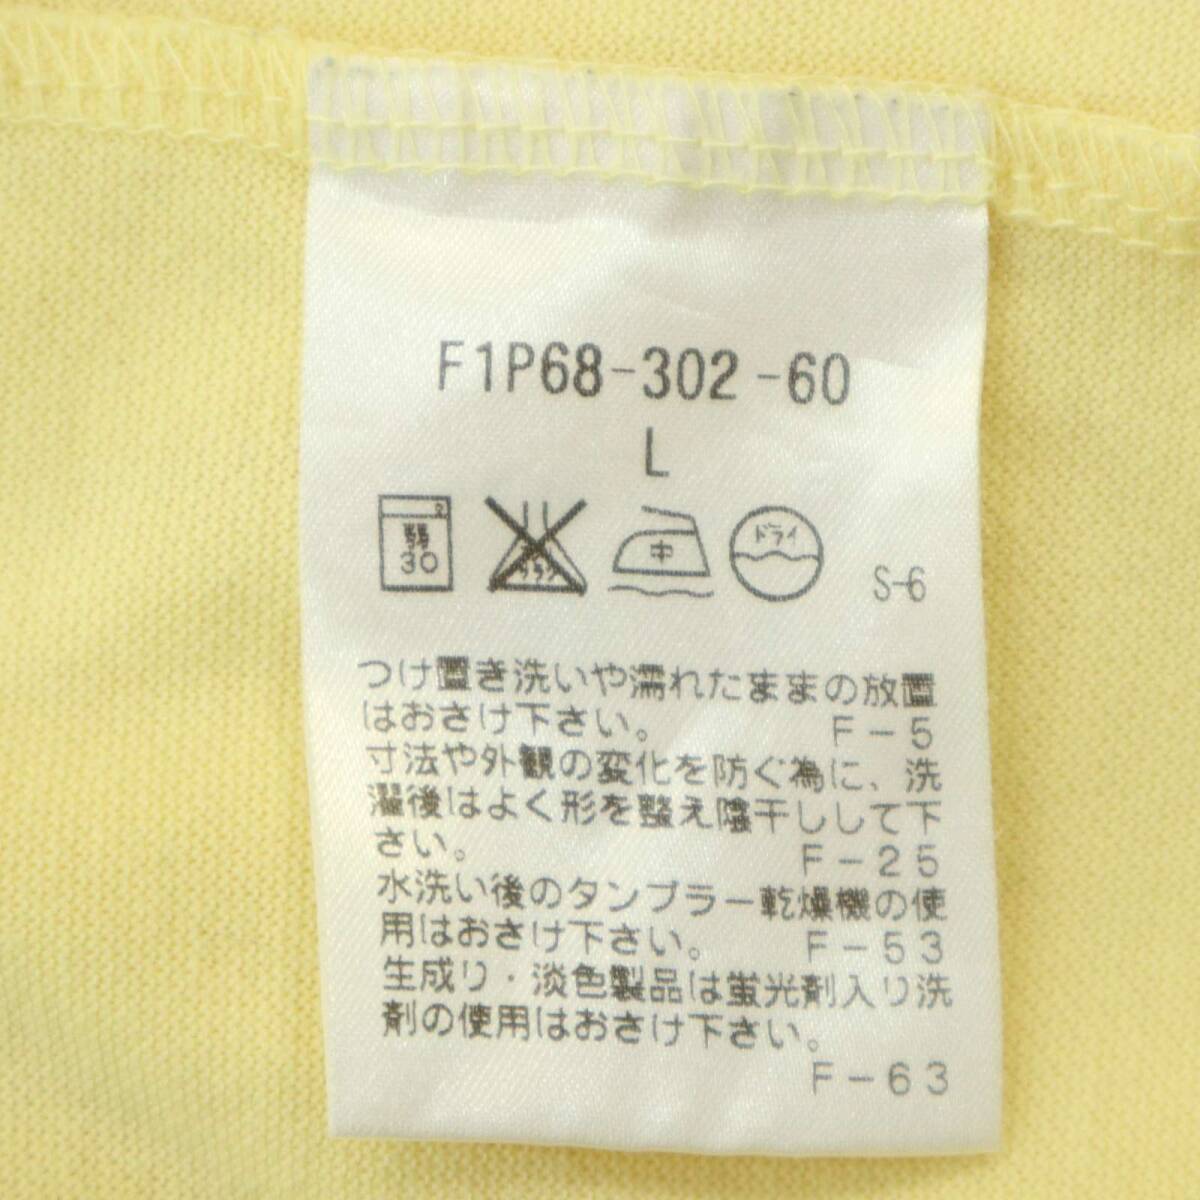 F1P68-302-60
L
弱 30 中 ドライ S-6
つけ置き洗いや濡れたままの放置
はおさけ下さい。 F-5
寸法や外観の変化を防ぐ為に、洗
濯後はよく形を整え陰干しして下
さい。 F-25
水洗い後のタンブラー乾燥機の使
用はおさけ下さい。 F-53
生成り・淡色製品は蛍光剤入り洗
剤の使用はおさけ下さい。
F-63